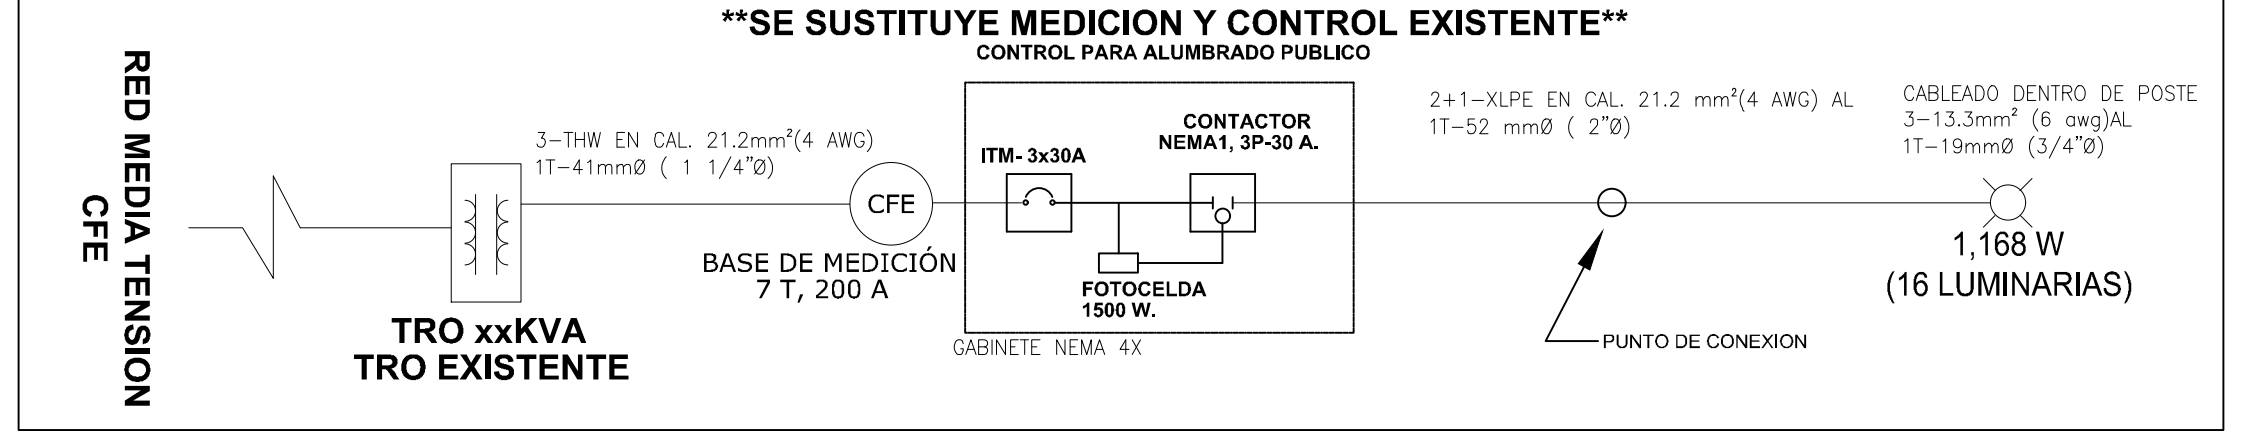 **SE SUSTITUYE MEDICION Y CONTROL EXISTENTE**
CONTROL PARA ALUMBRADO PUBLICO
RED MEDIA TENSION
CFE
3-THW EN CAL. 21.2mm²(4 AWG)
1T-41mmØ ( 1 1/4"Ø)
TRO xxKVA
TRO EXISTENTE
CFE
BASE DE MEDICIÓN
7 T, 200 A
ITM- 3x30A
CONTACTOR
NEMA1, 3P-30 A.
FOTOCELDA
1500 W.
GABINETE NEMA 4X
2+1-XLPE EN CAL. 21.2 mm²(4 AWG) AL
1T-52 mmØ ( 2"Ø)
PUNTO DE CONEXION
CABLEADO DENTRO DE POSTE
3-13.3mm² (6 awg)AL
1T-19mmØ (3/4"Ø)
1,168 W
(16 LUMINARIAS)